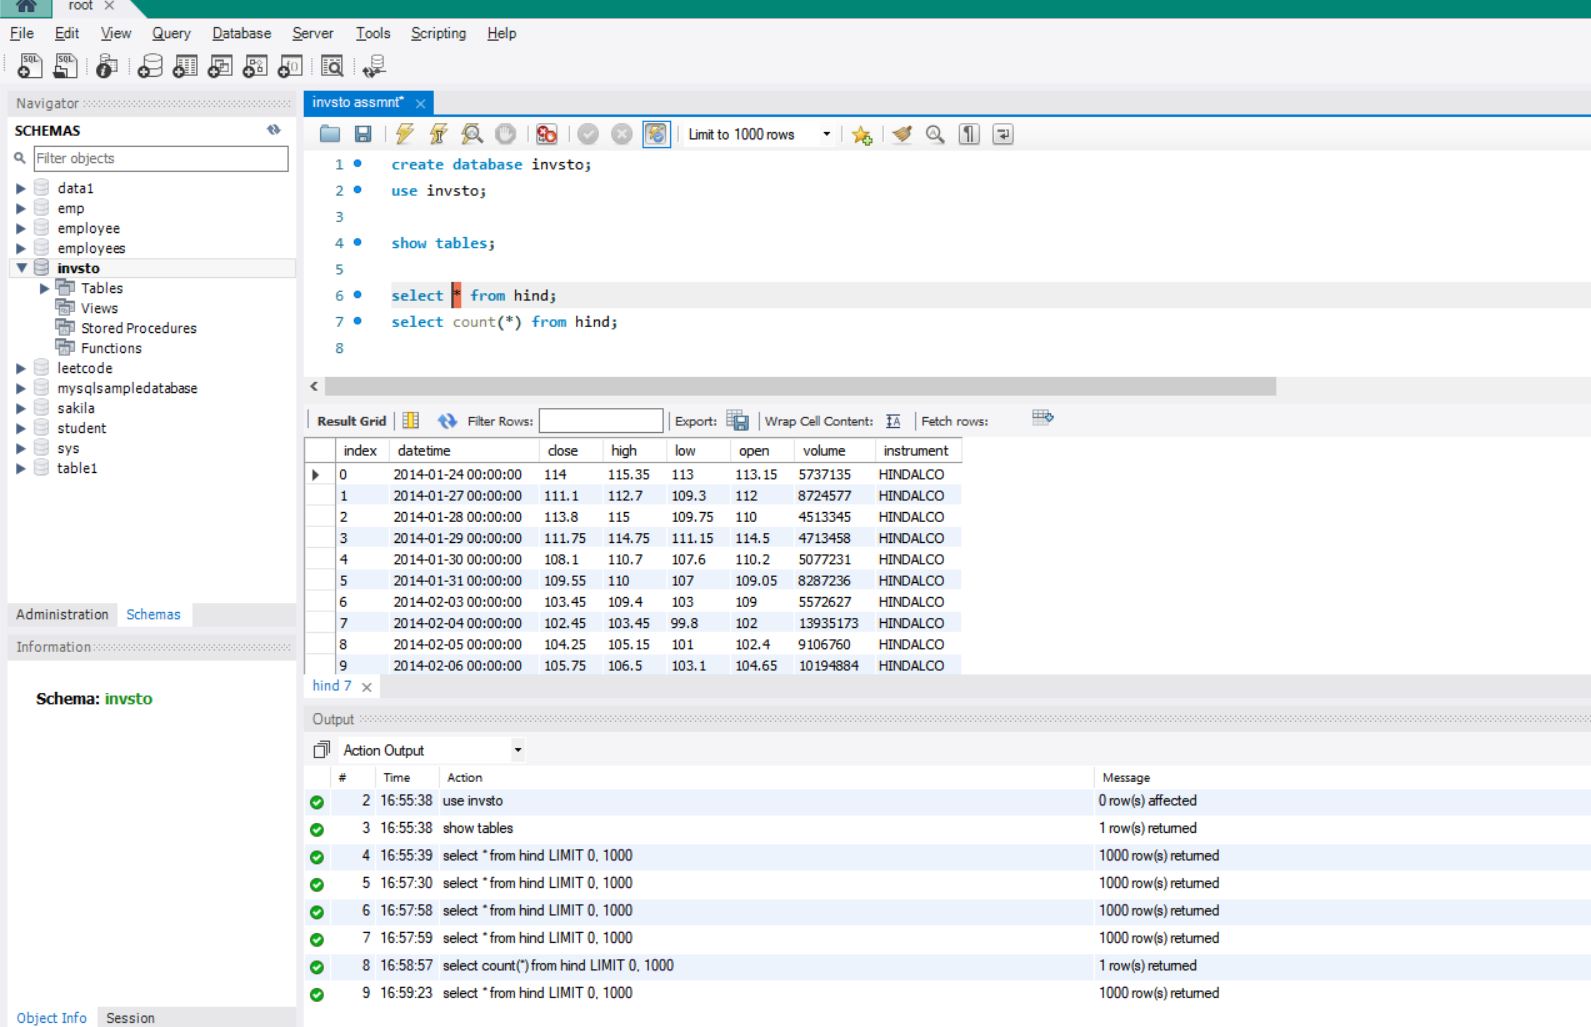 root
File Edit View Query Database Server Tools Scripting Help
Navigator
SCHEMAS
Filter objects
data1
emp
employee
employees
invsto
Tables
Views
Stored Procedures
Functions
leetcode
mysqlsampledatabase
sakila
student
sys
table1
Administration Schemas
Information
Schema: invsto
Object Info Session
invsto assmnt*
Limit to 1000 rows
1 create database invsto;
2 use invsto;
3
4 show tables;
5
6 select * from hind;
7 select count(*) from hind;
8
Result Grid Filter Rows: Export: Wrap Cell Content: Fetch rows:
index datetime close high low open volume instrument
0 2014-01-24 00:00:00 114 115.35 113 113.15 5737135 HINDALCO
1 2014-01-27 00:00:00 111.1 112.7 109.3 112 8724577 HINDALCO
2 2014-01-28 00:00:00 113.8 115 109.75 110 4513345 HINDALCO
3 2014-01-29 00:00:00 111.75 114.75 111.15 114.5 4713458 HINDALCO
4 2014-01-30 00:00:00 108.1 110.7 107.6 110.2 5077231 HINDALCO
5 2014-01-31 00:00:00 109.55 110 107 109.05 8287236 HINDALCO
6 2014-02-03 00:00:00 103.45 109.4 103 109 5572627 HINDALCO
7 2014-02-04 00:00:00 102.45 103.45 99.8 102 13935173 HINDALCO
8 2014-02-05 00:00:00 104.25 105.15 101 102.4 9106760 HINDALCO
9 2014-02-06 00:00:00 105.75 106.5 103.1 104.65 10194884 HINDALCO
hind 7
Output
Action Output
# Time Action Message
2 16:55:38 use invsto 0 row(s) affected
3 16:55:38 show tables 1 row(s) returned
4 16:55:39 select * from hind LIMIT 0, 1000 1000 row(s) returned
5 16:57:30 select * from hind LIMIT 0, 1000 1000 row(s) returned
6 16:57:58 select * from hind LIMIT 0, 1000 1000 row(s) returned
7 16:57:59 select * from hind LIMIT 0, 1000 1000 row(s) returned
8 16:58:57 select count(*) from hind LIMIT 0, 1000 1 row(s) returned
9 16:59:23 select * from hind LIMIT 0, 1000 1000 row(s) returned